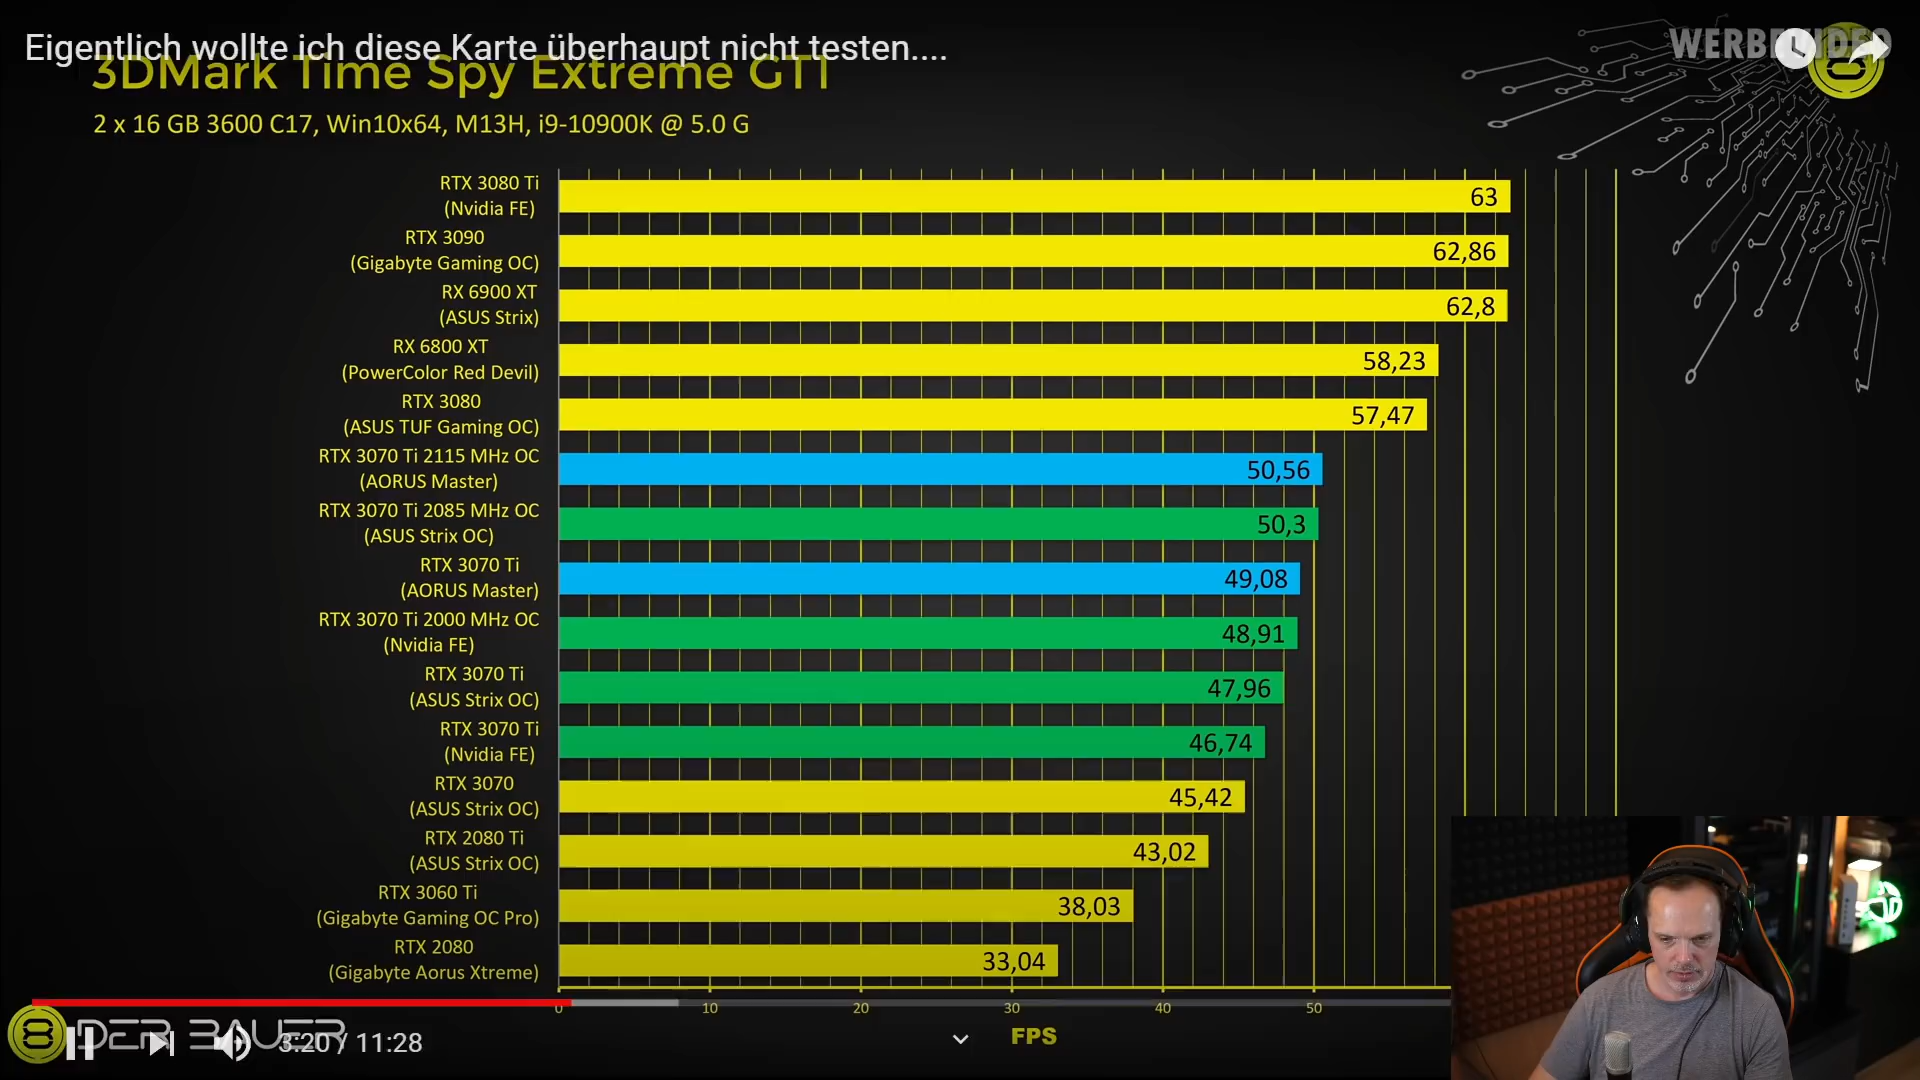 Eigentlich wollte ich diese Karte überhaupt nicht testen....
3DMark Time Spy Extreme GT1
2 x 16 GB 3600 C17, Win10x64, M13H, i9-10900K @ 5.0 G
RTX 3080 Ti
(Nvidia FE)
63
RTX 3090
(Gigabyte Gaming OC)
62,86
RX 6900 XT
(ASUS Strix)
62,8
RX 6800 XT
(PowerColor Red Devil)
58,23
RTX 3080
(ASUS TUF Gaming OC)
57,47
RTX 3070 Ti 2115 MHz OC
(AORUS Master)
50,56
RTX 3070 Ti 2085 MHz OC
(ASUS Strix OC)
50,3
RTX 3070 Ti
(AORUS Master)
49,08
RTX 3070 Ti 2000 MHz OC
(Nvidia FE)
48,91
RTX 3070 Ti
(ASUS Strix OC)
47,96
RTX 3070 Ti
(Nvidia FE)
46,74
RTX 3070
(ASUS Strix OC)
45,42
RTX 2080 Ti
(ASUS Strix OC)
43,02
RTX 3060 Ti
(Gigabyte Gaming OC Pro)
38,03
RTX 2080
(Gigabyte Aorus Xtreme)
33,04
0 10 20 30 40 50
FPS
DER 8AUER
3:20 / 11:28